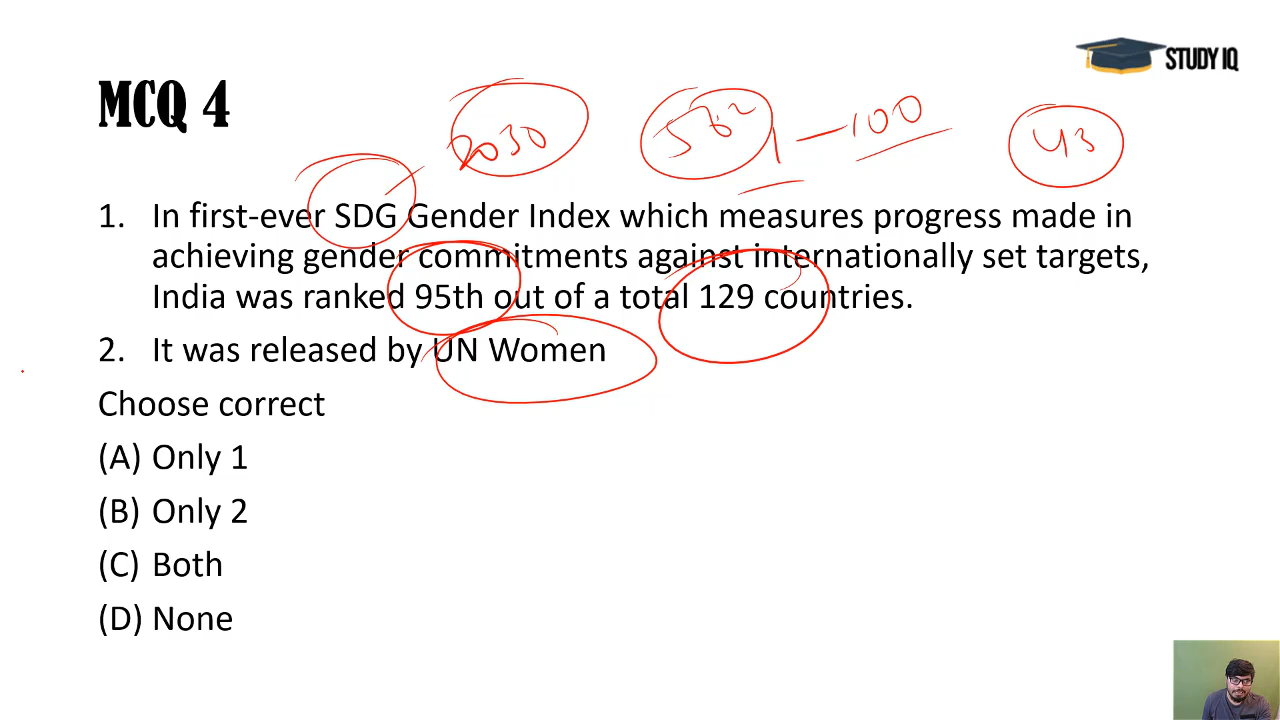 STUDY IQ
MCQ 4
2030
562
1 - 100
43
1. In first-ever SDG Gender Index which measures progress made in
achieving gender commitments against internationally set targets,
India was ranked 95th out of a total 129 countries.
2. It was released by UN Women
Choose correct
(A) Only 1
(B) Only 2
(C) Both
(D) None